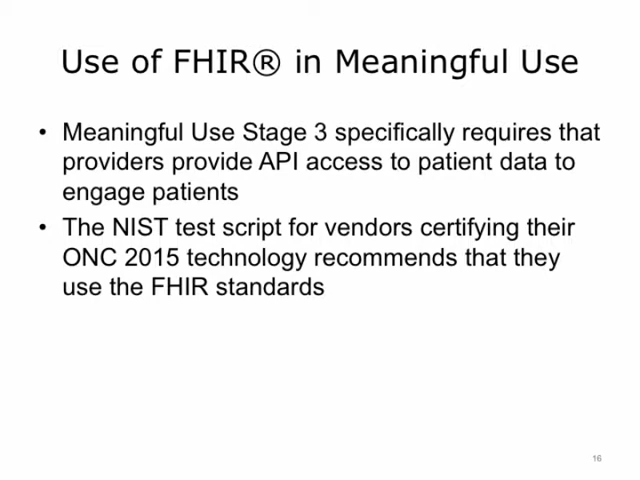 Use of FHIR® in Meaningful Use
• Meaningful Use Stage 3 specifically requires that
providers provide API access to patient data to
engage patients
• The NIST test script for vendors certifying their
ONC 2015 technology recommends that they
use the FHIR standards
16